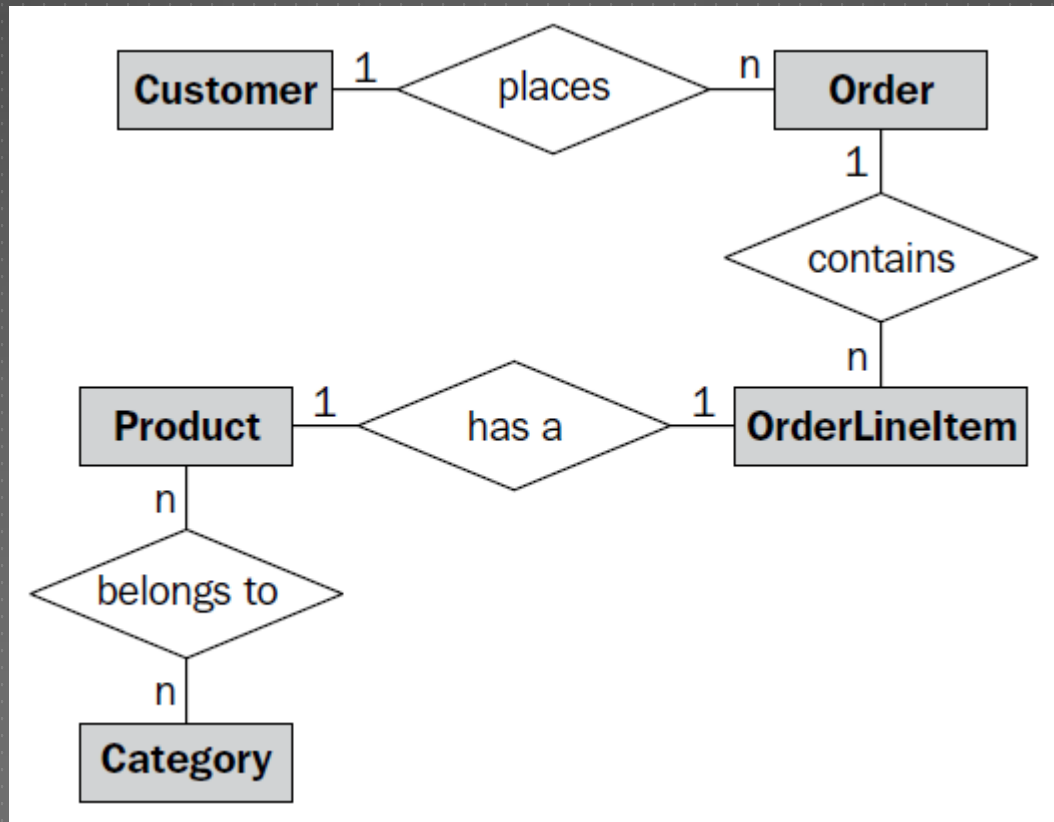 Customer 1 places n Order
1
contains
n
Product 1 has a 1 OrderLineItem
n
belongs to
n
Category